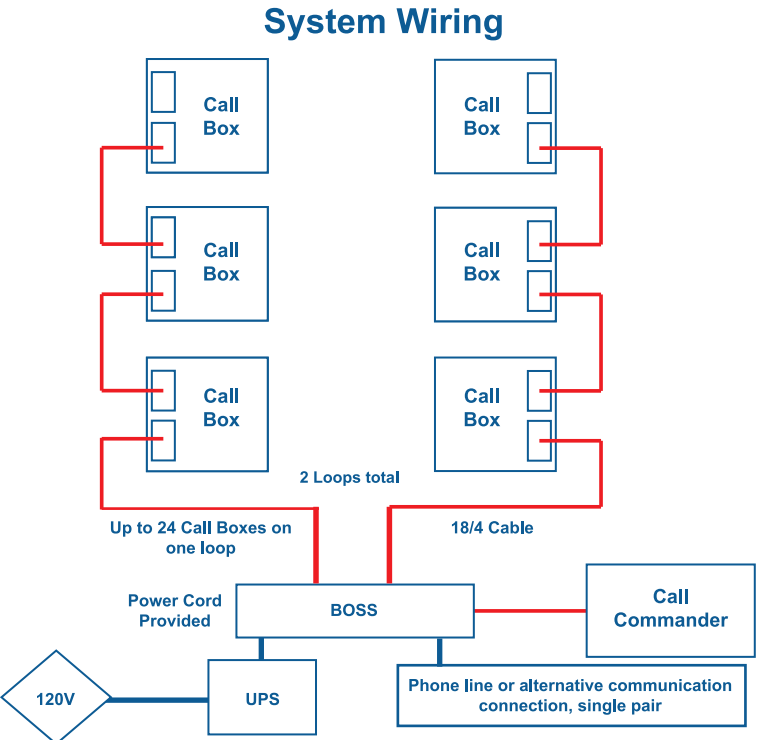 System Wiring
Call
Box
Call
Box
Call
Box
Call
Box
Call
Box
Call
Box
2 Loops total
Up to 24 Call Boxes on
one loop
18/4 Cable
Power Cord
Provided
BOSS
Call
Commander
120V
UPS
Phone line or alternative communication
connection, single pair